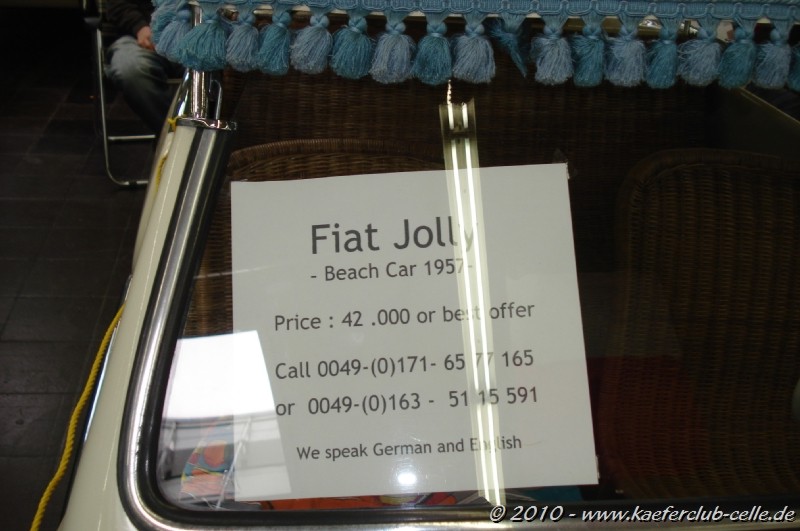 Fiat Jolly
- Beach Car 1957-
Price : 42 .000 or best offer
Call 0049-(0)171- 65 77 165
or 0049-(0)163 - 51 15 591
We speak German and English
© 2010 - www.kaeferclub-celle.de